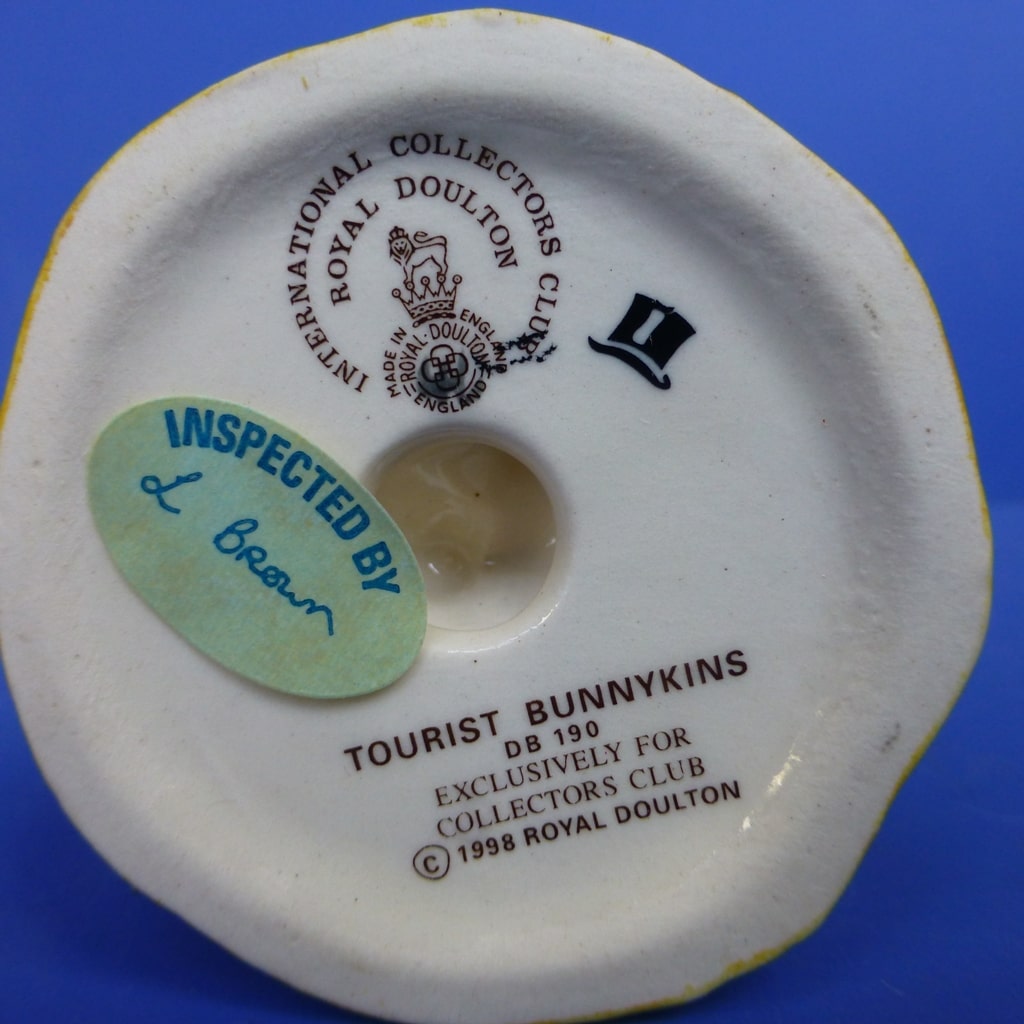 INTERNATIONAL COLLECTORS CLUB
ROYAL DOULTON
MADE IN ENGLAND
ROYAL·DOULTON
ENGLAND
INSPECTED BY
L Brown
TOURIST BUNNYKINS
DB 190
EXCLUSIVELY FOR
COLLECTORS CLUB
© 1998 ROYAL DOULTON